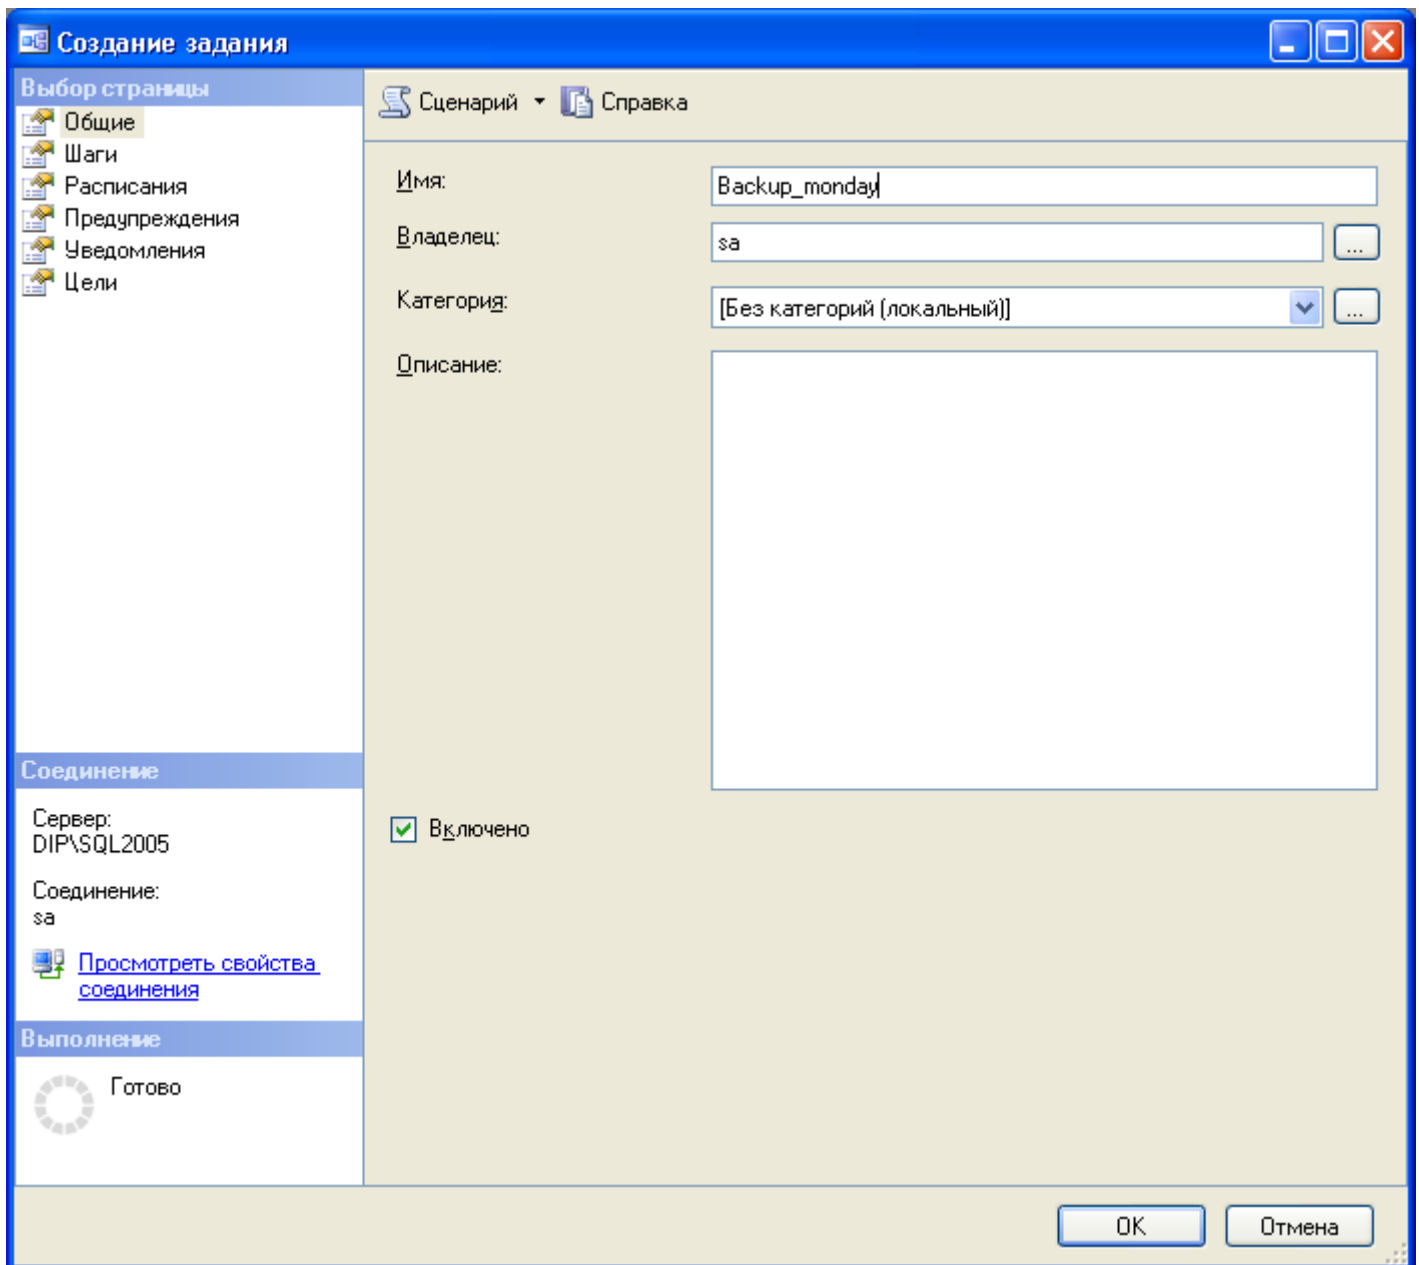 Создание задания
Выбор страницы
Общие
Шаги
Расписания
Предупреждения
Уведомления
Цели
Соединение
Сервер:
DIP\SQL2005
Соединение:
sa
Просмотреть свойства
соединения
Выполнение
Готово
Сценарий
Справка
Имя:
Backup_monday
Владелец:
sa
...
Категория:
[Без категорий (локальный)]
...
Описание:
Включено
OK
Отмена